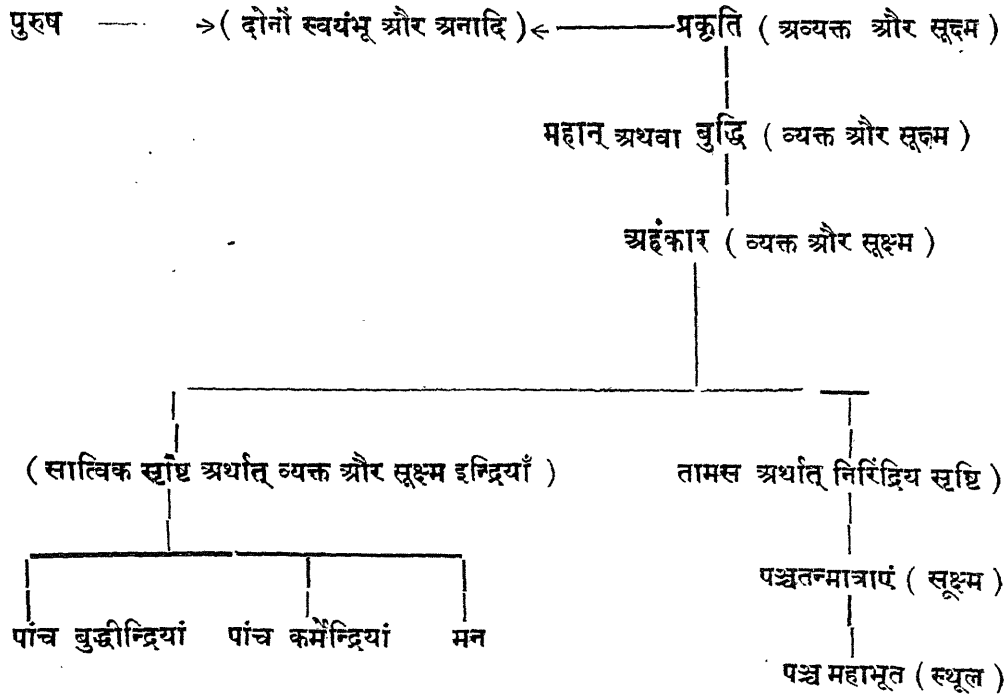 पुरुष ——→( दोनों स्वयंभू और अनादि )←———प्रकृति ( अव्यक्त और सूक्ष्म )
महान् अथवा बुद्धि ( व्यक्त और सूक्ष्म )
अहंकार ( व्यक्त और सूक्ष्म )
( सात्विक सृष्टि अर्थात् व्यक्त और सूक्ष्म इन्द्रियाँ ) तामस अर्थात् निरिंद्रिय सृष्टि )
पञ्चतन्मात्राएं ( सूक्ष्म )
पांच बुद्धीन्द्रियां पांच कर्मेंन्द्रियां मन
पञ्च महाभूत ( स्थूल )